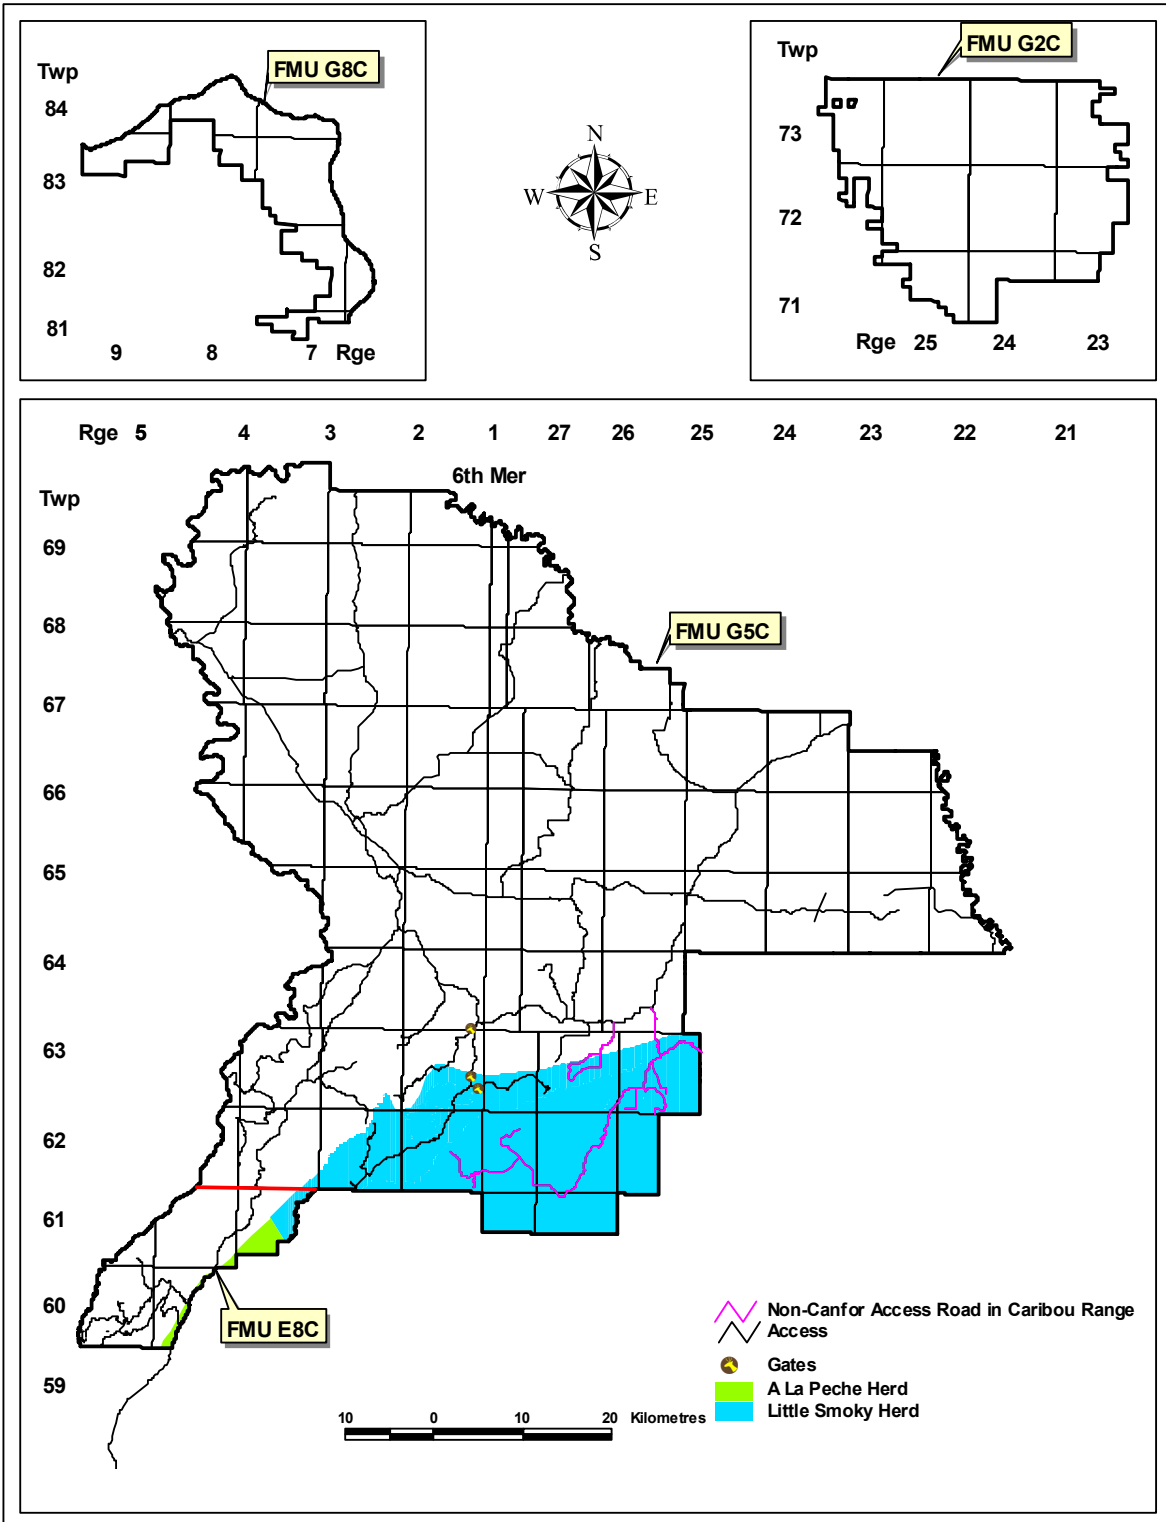 Twp
FMU G8C
84
83
82
81
9 8 7 Rge
N
W E
S
Twp
FMU G2C
73
72
71
Rge 25 24 23
Rge 5 4 3 2 1 27 26 25 24 23 22 21
6th Mer
Twp
69
68
FMU G5C
67
66
65
64
63
62
61
60
FMU E8C
59
Non-Canfor Access Road in Caribou Range
Access
Gates
A La Peche Herd
Little Smoky Herd
10 0 10 20 Kilometres